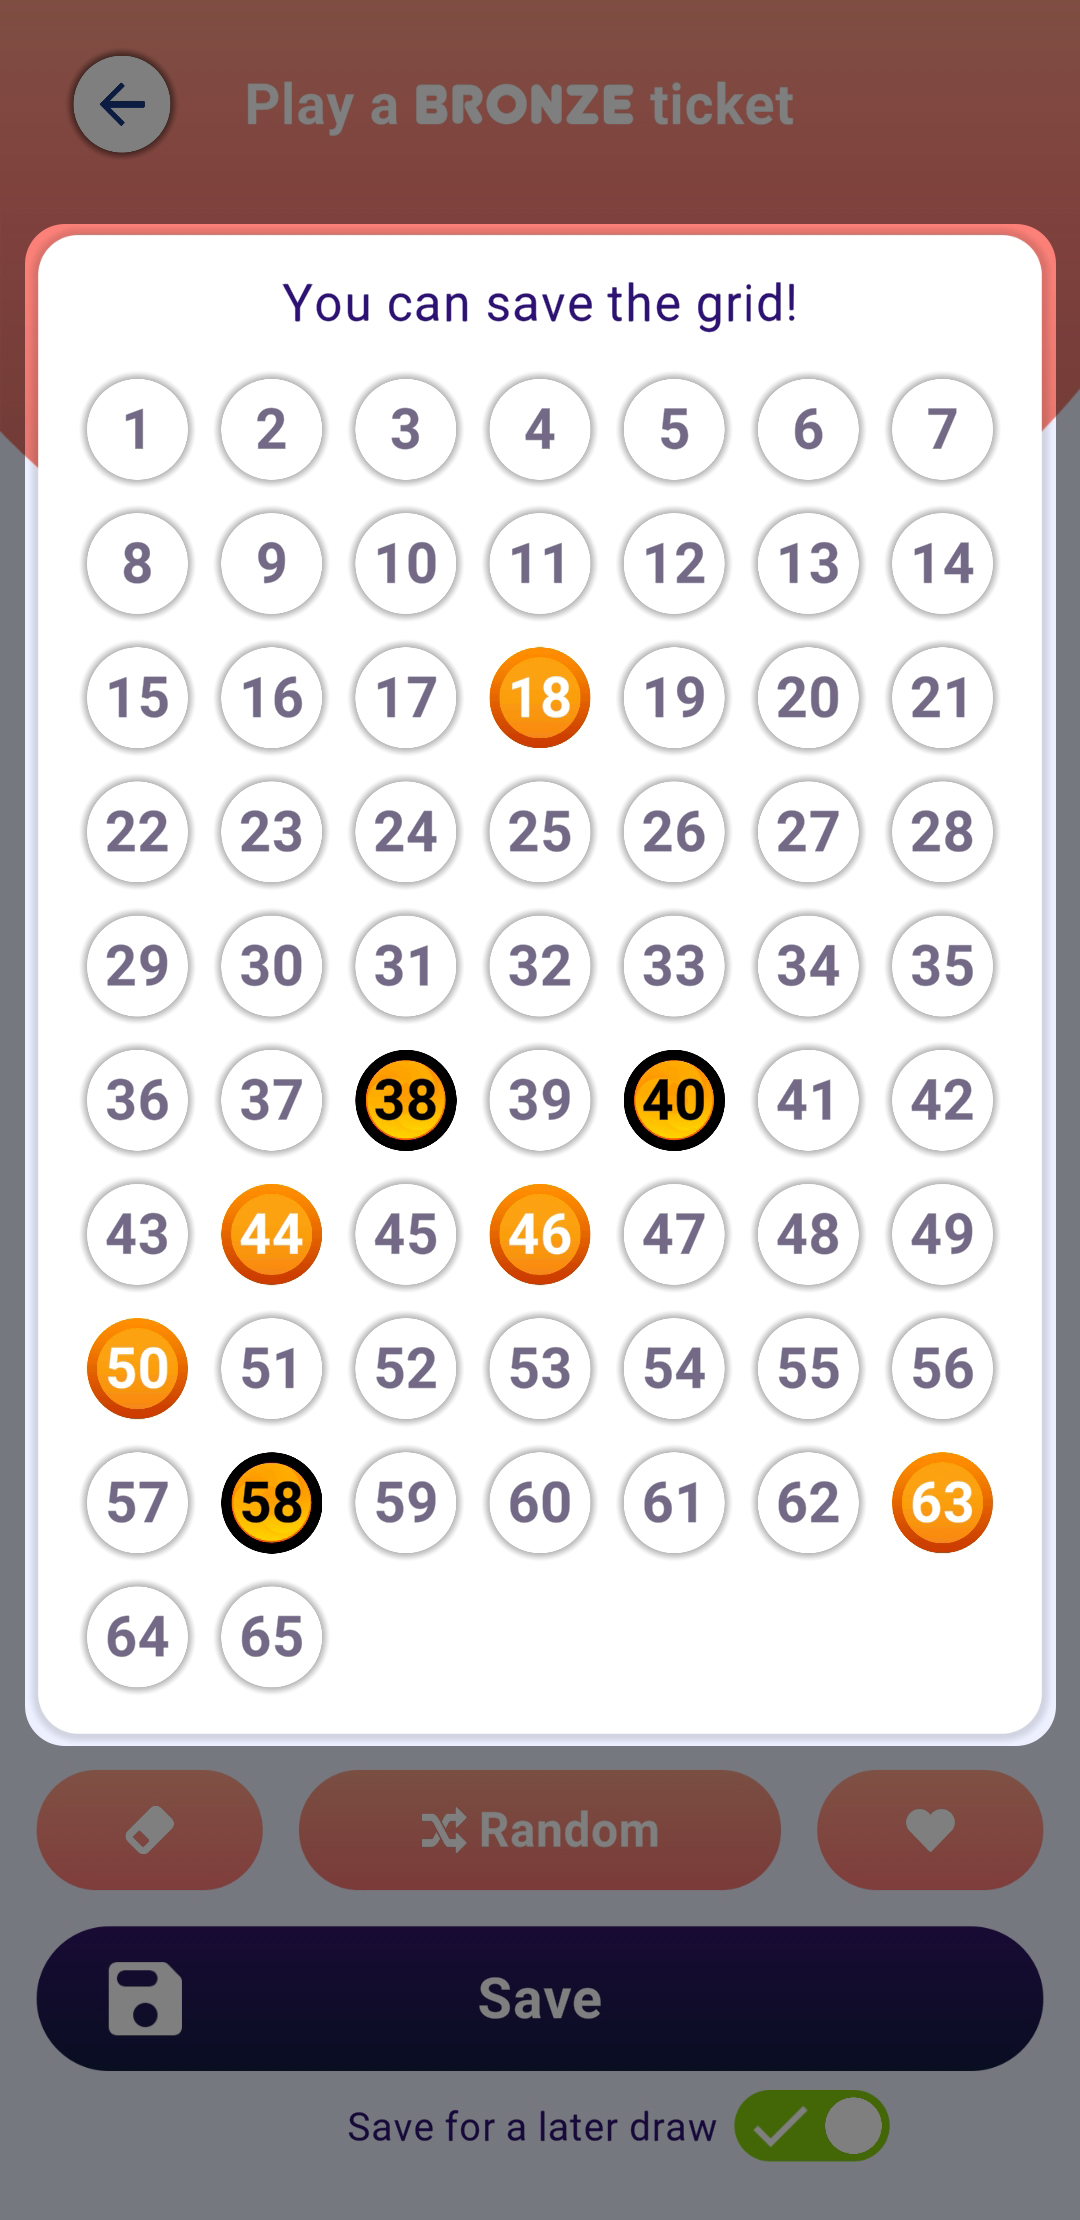 Play a BRONZE ticket
You can save the grid!
1 2 3 4 5 6 7
8 9 10 11 12 13 14
15 16 17 18 19 20 21
22 23 24 25 26 27 28
29 30 31 32 33 34 35
36 37 38 39 40 41 42
43 44 45 46 47 48 49
50 51 52 53 54 55 56
57 58 59 60 61 62 63
64 65
Random
Save
Save for a later draw